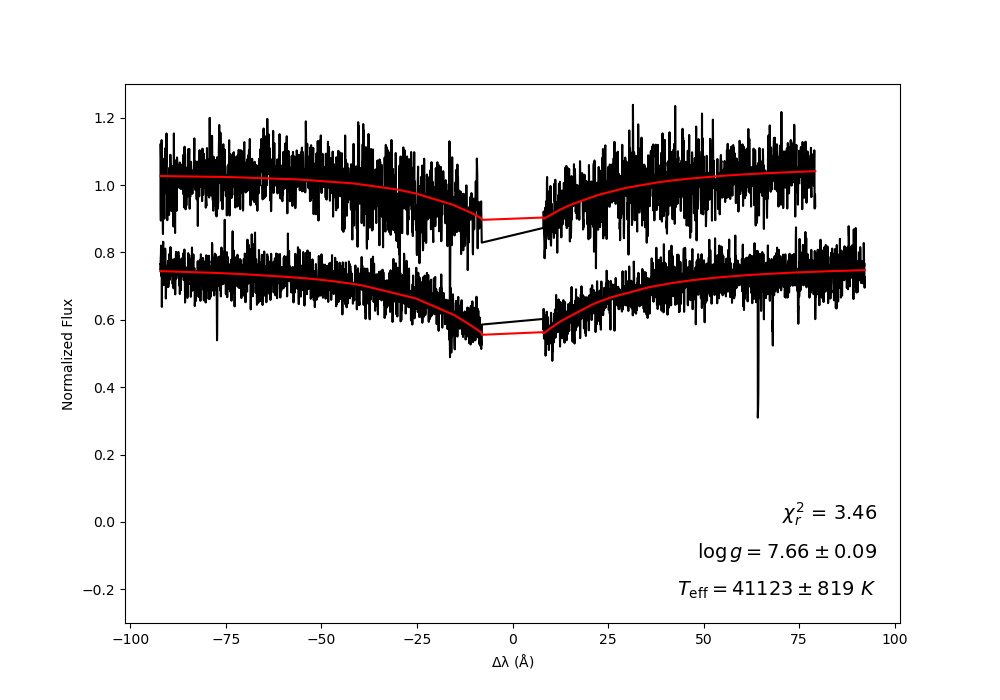 1.2
1.0
0.8
0.6
0.4
0.2
0.0
−0.2
Normalized Flux
χ²ᵣ = 3.46
log g = 7.66 ± 0.09
T_eff = 41123 ± 819 K
−100 −75 −50 −25 0 25 50 75 100
Δλ (Å)